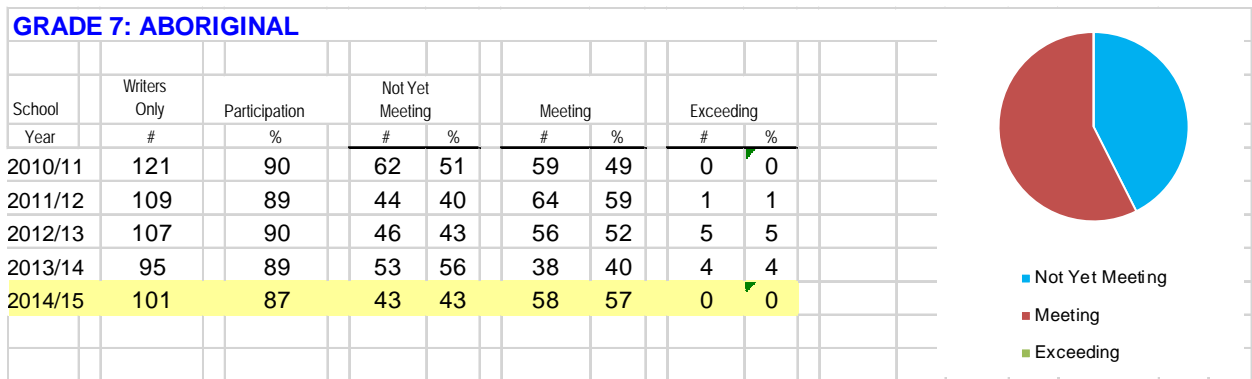 GRADE 7: ABORIGINAL
Writers Not Yet
School Only Participation Meeting Meeting Exceeding
Year # % # % # % # %
2010/11 121 90 62 51 59 49 0 0
2011/12 109 89 44 40 64 59 1 1
2012/13 107 90 46 43 56 52 5 5
2013/14 95 89 53 56 38 40 4 4
2014/15 101 87 43 43 58 57 0 0
Not Yet Meeting
Meeting
Exceeding